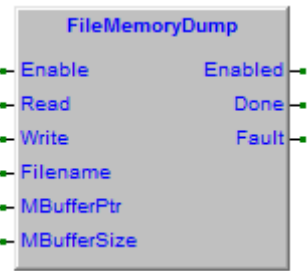 FileMemoryDump
Enable Enabled
Read Done
Write Fault
Filename
MBufferPtr
MBufferSize